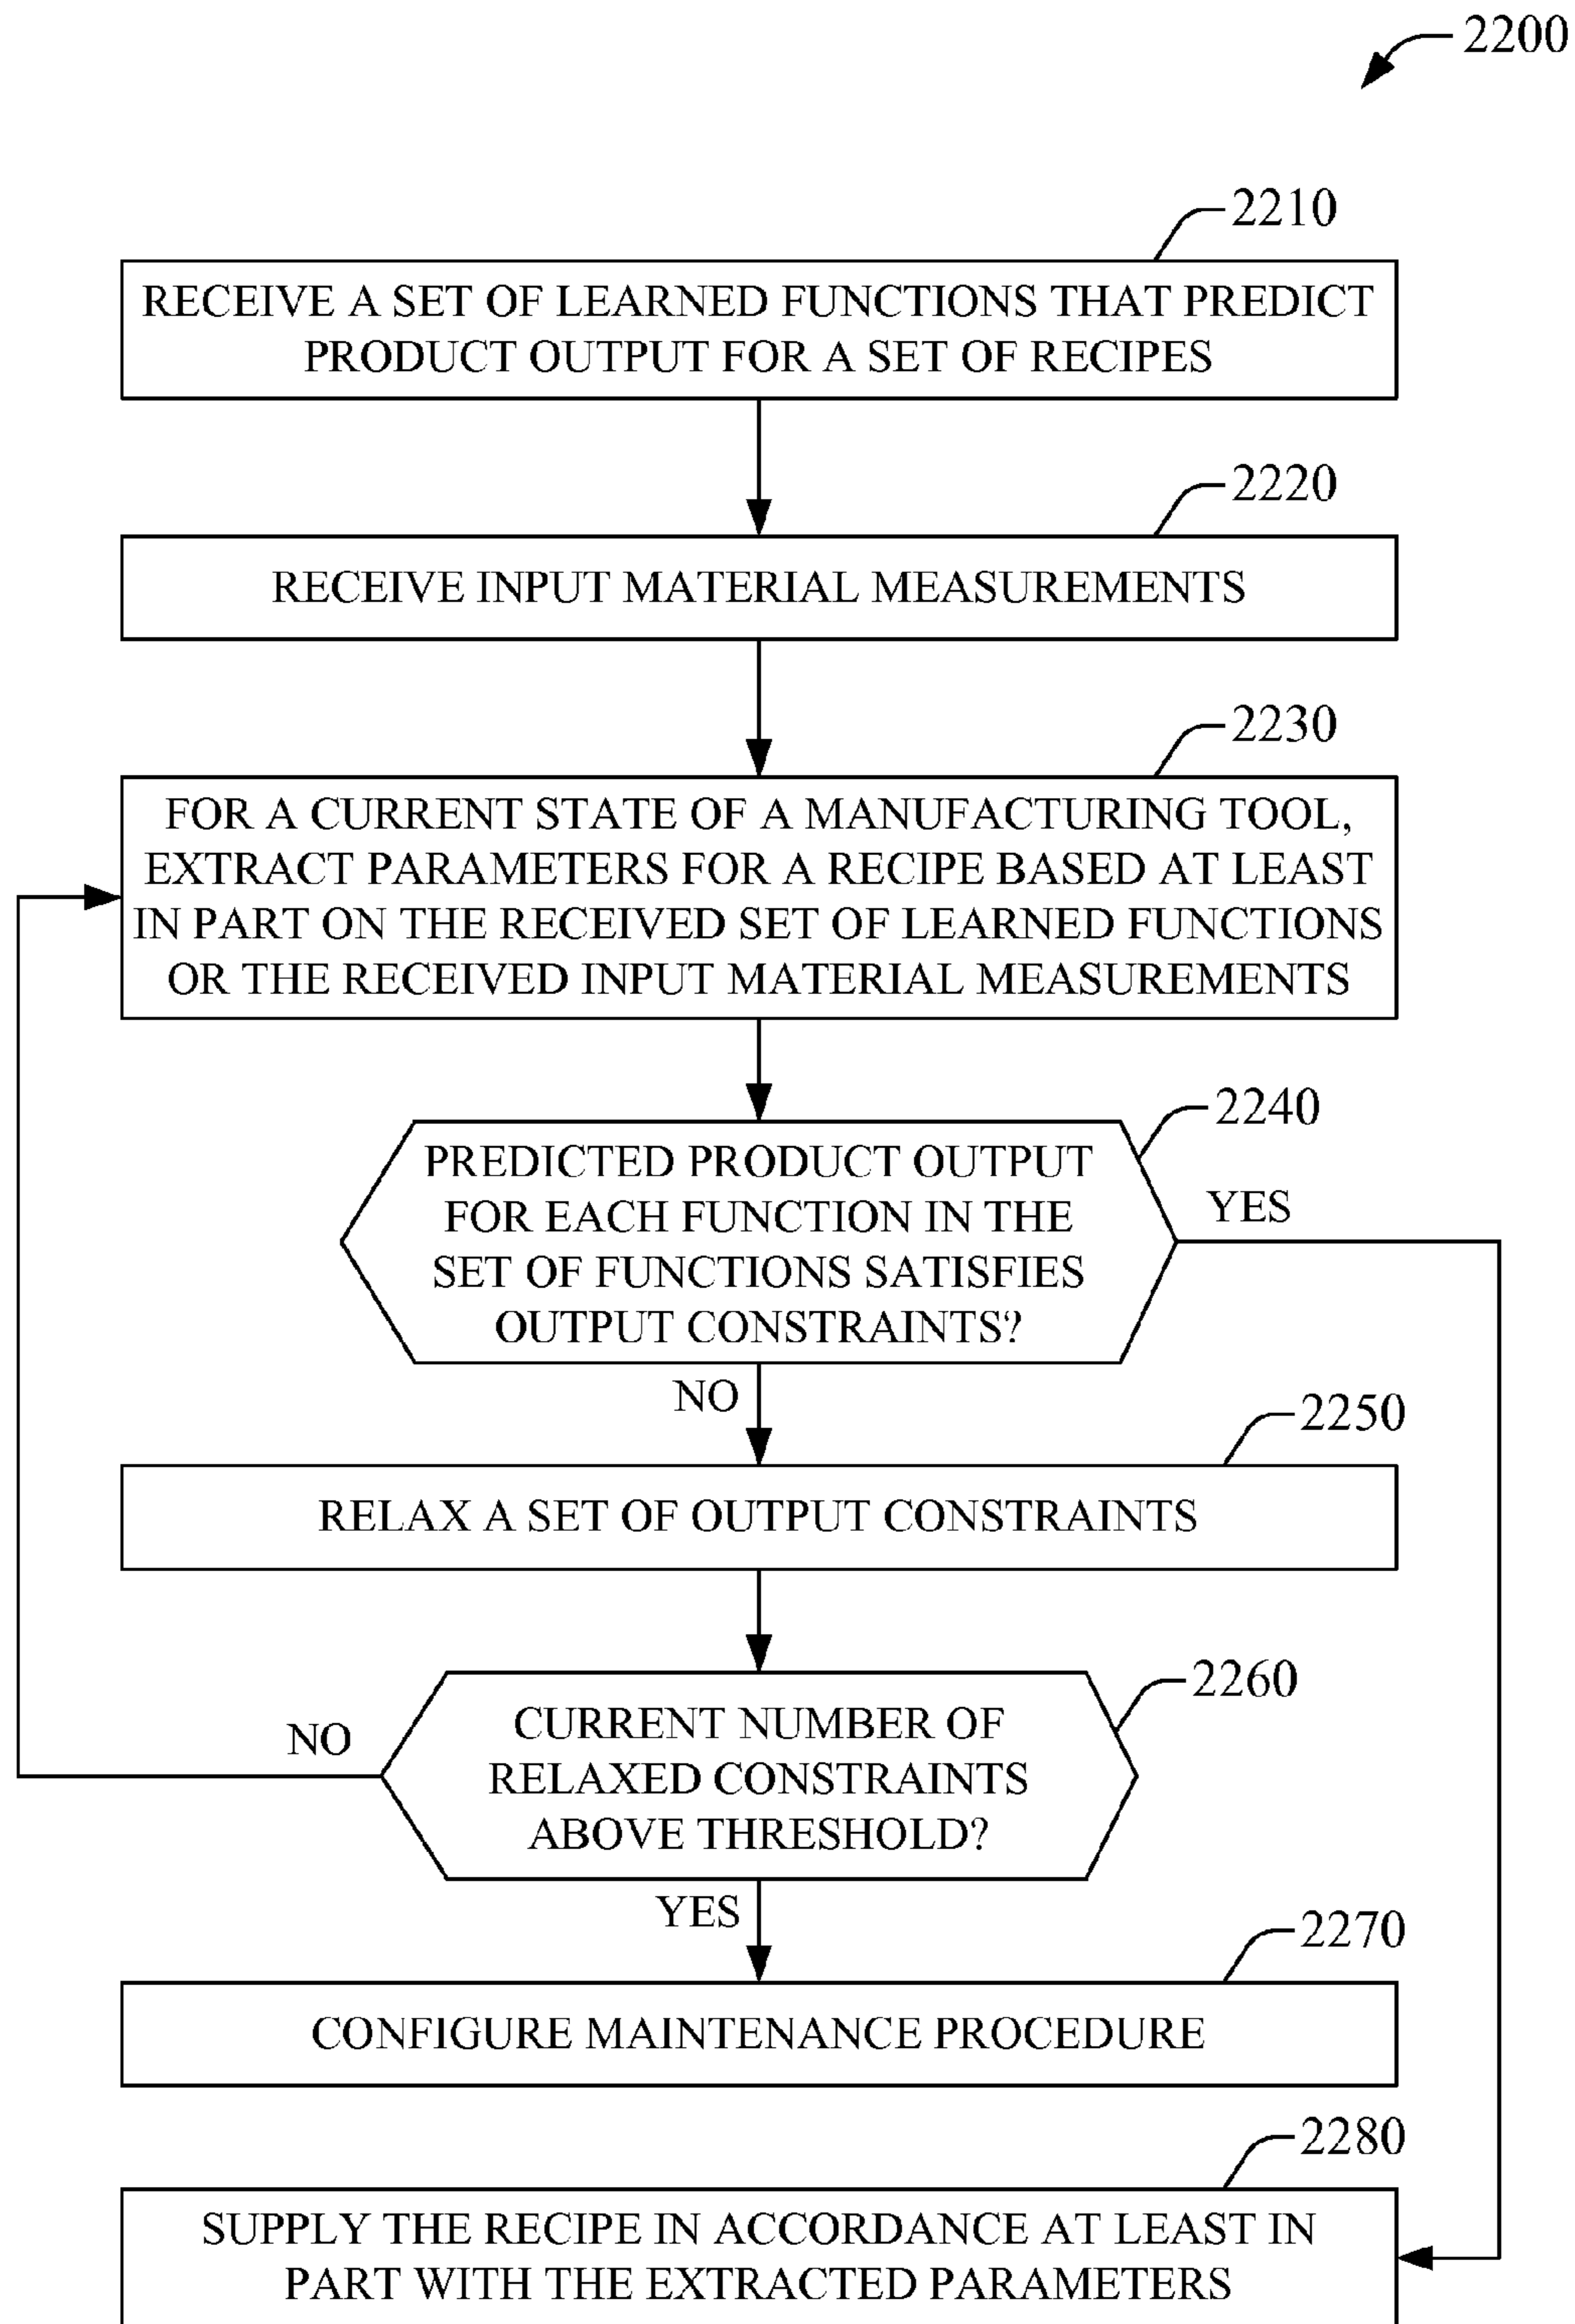 2200
2210
RECEIVE A SET OF LEARNED FUNCTIONS THAT PREDICT
PRODUCT OUTPUT FOR A SET OF RECIPES
2220
RECEIVE INPUT MATERIAL MEASUREMENTS
2230
FOR A CURRENT STATE OF A MANUFACTURING TOOL,
EXTRACT PARAMETERS FOR A RECIPE BASED AT LEAST
IN PART ON THE RECEIVED SET OF LEARNED FUNCTIONS
OR THE RECEIVED INPUT MATERIAL MEASUREMENTS
2240
PREDICTED PRODUCT OUTPUT
FOR EACH FUNCTION IN THE
SET OF FUNCTIONS SATISFIES
OUTPUT CONSTRAINTS?
YES
NO
2250
RELAX A SET OF OUTPUT CONSTRAINTS
2260
CURRENT NUMBER OF
RELAXED CONSTRAINTS
ABOVE THRESHOLD?
NO
YES
2270
CONFIGURE MAINTENANCE PROCEDURE
2280
SUPPLY THE RECIPE IN ACCORDANCE AT LEAST IN
PART WITH THE EXTRACTED PARAMETERS